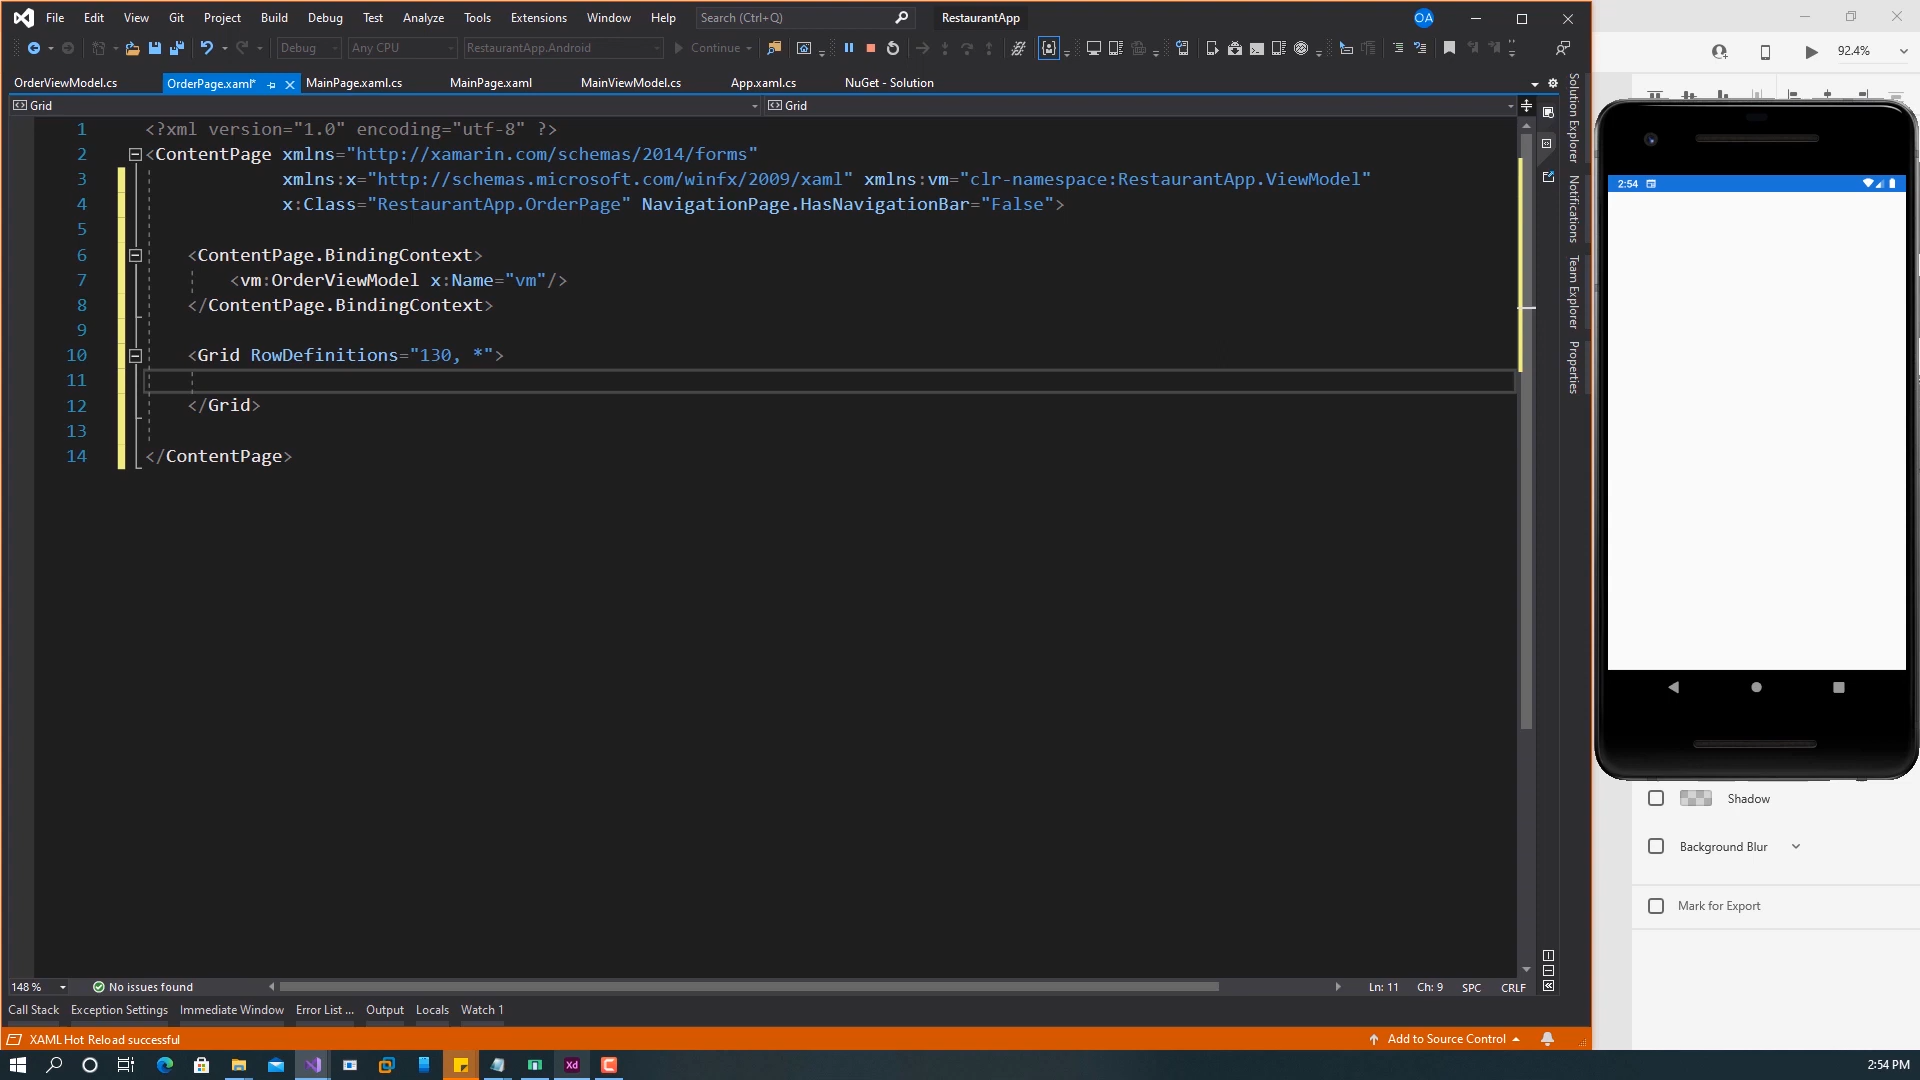 File Edit View Git Project Build Debug Test Analyze Tools Extensions Window Help Search (Ctrl+Q) RestaurantApp OA
Debug Any CPU RestaurantApp.Android Continue 92.4%
OrderViewModel.cs OrderPage.xaml* MainPage.xaml.cs MainPage.xaml MainViewModel.cs App.xaml.cs NuGet - Solution
Grid Grid
1 <?xml version="1.0" encoding="utf-8" ?>
2 <ContentPage xmlns="http://xamarin.com/schemas/2014/forms"
3 xmlns:x="http://schemas.microsoft.com/winfx/2009/xaml" xmlns:vm="clr-namespace:RestaurantApp.ViewModel"
4 x:Class="RestaurantApp.OrderPage" NavigationPage.HasNavigationBar="False">
5
6 <ContentPage.BindingContext>
7 <vm:OrderViewModel x:Name="vm"/>
8 </ContentPage.BindingContext>
9
10 <Grid RowDefinitions="130, *">
11
12 </Grid>
13
14 </ContentPage>
Solution Explorer
Notifications
Team Explorer
Properties
2:54
Shadow
Background Blur
Mark for Export
148 % No issues found Ln: 11 Ch: 9 SPC CRLF
Call Stack Exception Settings Immediate Window Error List ... Output Locals Watch 1
XAML Hot Reload successful Add to Source Control
Xd 2:54 PM